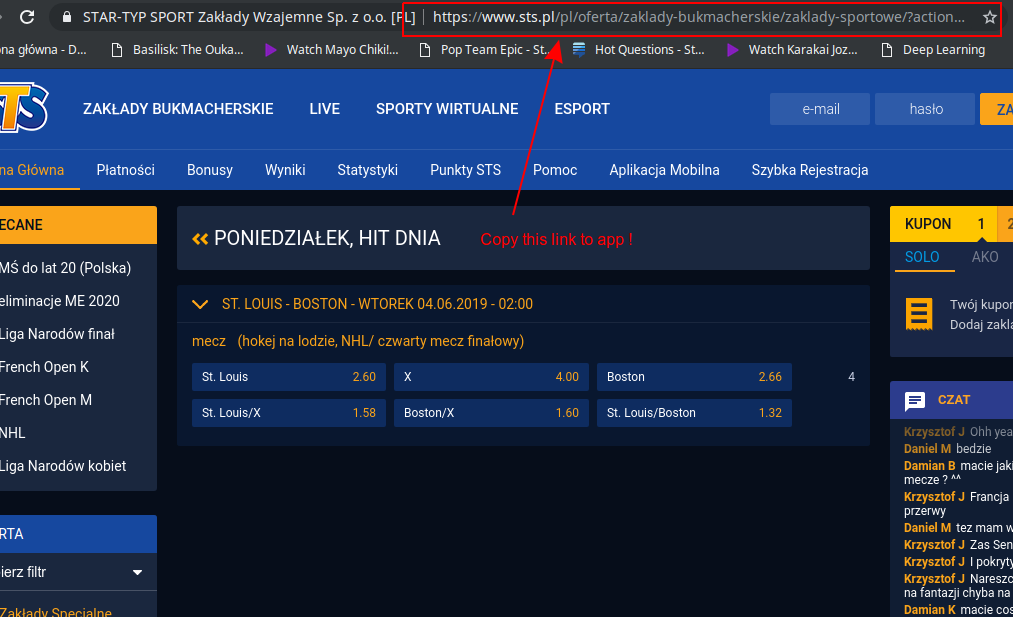 STAR-TYP SPORT Zakłady Wzajemne Sp. z o.o. [PL] | https://www.sts.pl/pl/oferta/zaklady-bukmacherskie/zaklady-sportowe/?action...
ona główna - D... Basilisk: The Ouka... Watch Mayo Chiki!... Pop Team Epic - St... Hot Questions - St... Watch Karakai Joz... Deep Learning
STS ZAKŁADY BUKMACHERSKIE LIVE SPORTY WIRTUALNE ESPORT e-mail hasło ZA
na Główna Płatności Bonusy Wyniki Statystyki Punkty STS Pomoc Aplikacja Mobilna Szybka Rejestracja
ECANE
MŚ do lat 20 (Polska)
eliminacje ME 2020
Liga Narodów finał
French Open K
French Open M
NHL
Liga Narodów kobiet
RTA
ierz filtr
Zakłady Specjalne
PONIEDZIAŁEK, HIT DNIA
Copy this link to app !
ST. LOUIS - BOSTON - WTOREK 04.06.2019 - 02:00
mecz (hokej na lodzie, NHL/ czwarty mecz finałowy)
St. Louis 2.60 X 4.00 Boston 2.66 4
St. Louis/X 1.58 Boston/X 1.60 St. Louis/Boston 1.32
KUPON 1 2
SOLO AKO
Twój kupon
Dodaj zakła
CZAT
Krzysztof J Ohh yea
Daniel M bedzie
Damian B macie jaki
mecze ? ^^
Krzysztof J Francja
przerwy
Daniel M tez mam w
Krzysztof J Zas Sen
Krzysztof J I pokryty
Krzysztof J Nareszc
na fantazji chyba na
Damian K macie cos